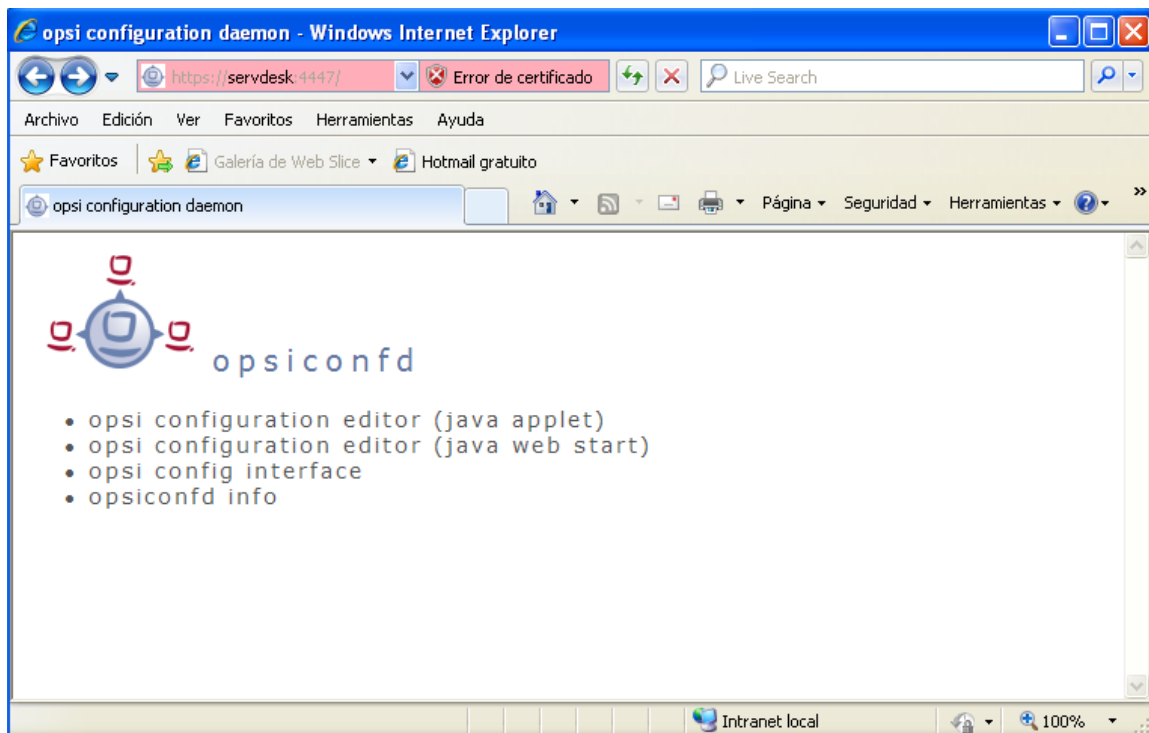 opsi configuration daemon - Windows Internet Explorer
https://servdesk:4447/ Error de certificado Live Search
Archivo Edición Ver Favoritos Herramientas Ayuda
Favoritos Galería de Web Slice Hotmail gratuito
opsi configuration daemon Página Seguridad Herramientas
opsiconfd
• opsi configuration editor (java applet)
• opsi configuration editor (java web start)
• opsi config interface
• opsiconfd info
Intranet local 100%